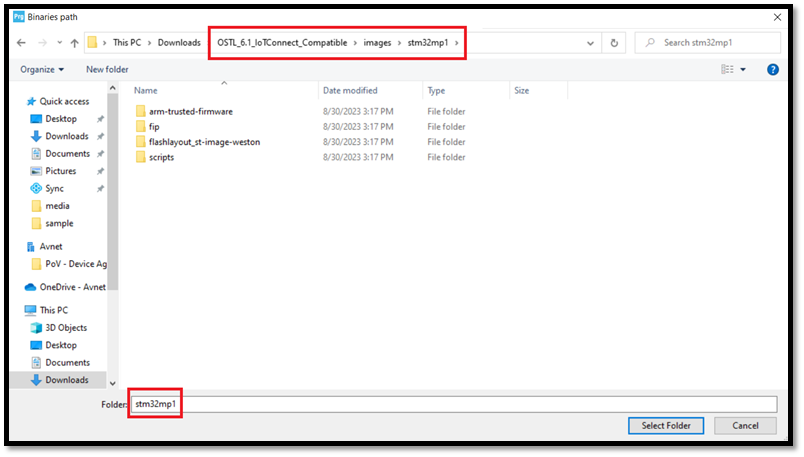 Prg Binaries path
This PC > Downloads OSTL_6.1_IoTConnect_Compatible > images > stm32mp1 >
Search stm32mp1
Organize
New folder
?
Name
Date modified
Type
Size
Quick access
Desktop
Downloads
Documents
Pictures
Sync
media
sample
Avnet
PoV - Device Ag
OneDrive - Avnet
This PC
3D Objects
Desktop
Documents
Downloads
arm-trusted-firmware 8/30/2023 3:17 PM File folder
fip 8/30/2023 3:17 PM File folder
flashlayout_st-image-weston 8/30/2023 3:17 PM File folder
scripts 8/30/2023 3:17 PM File folder
Folder: stm32mp1
Select Folder
Cancel